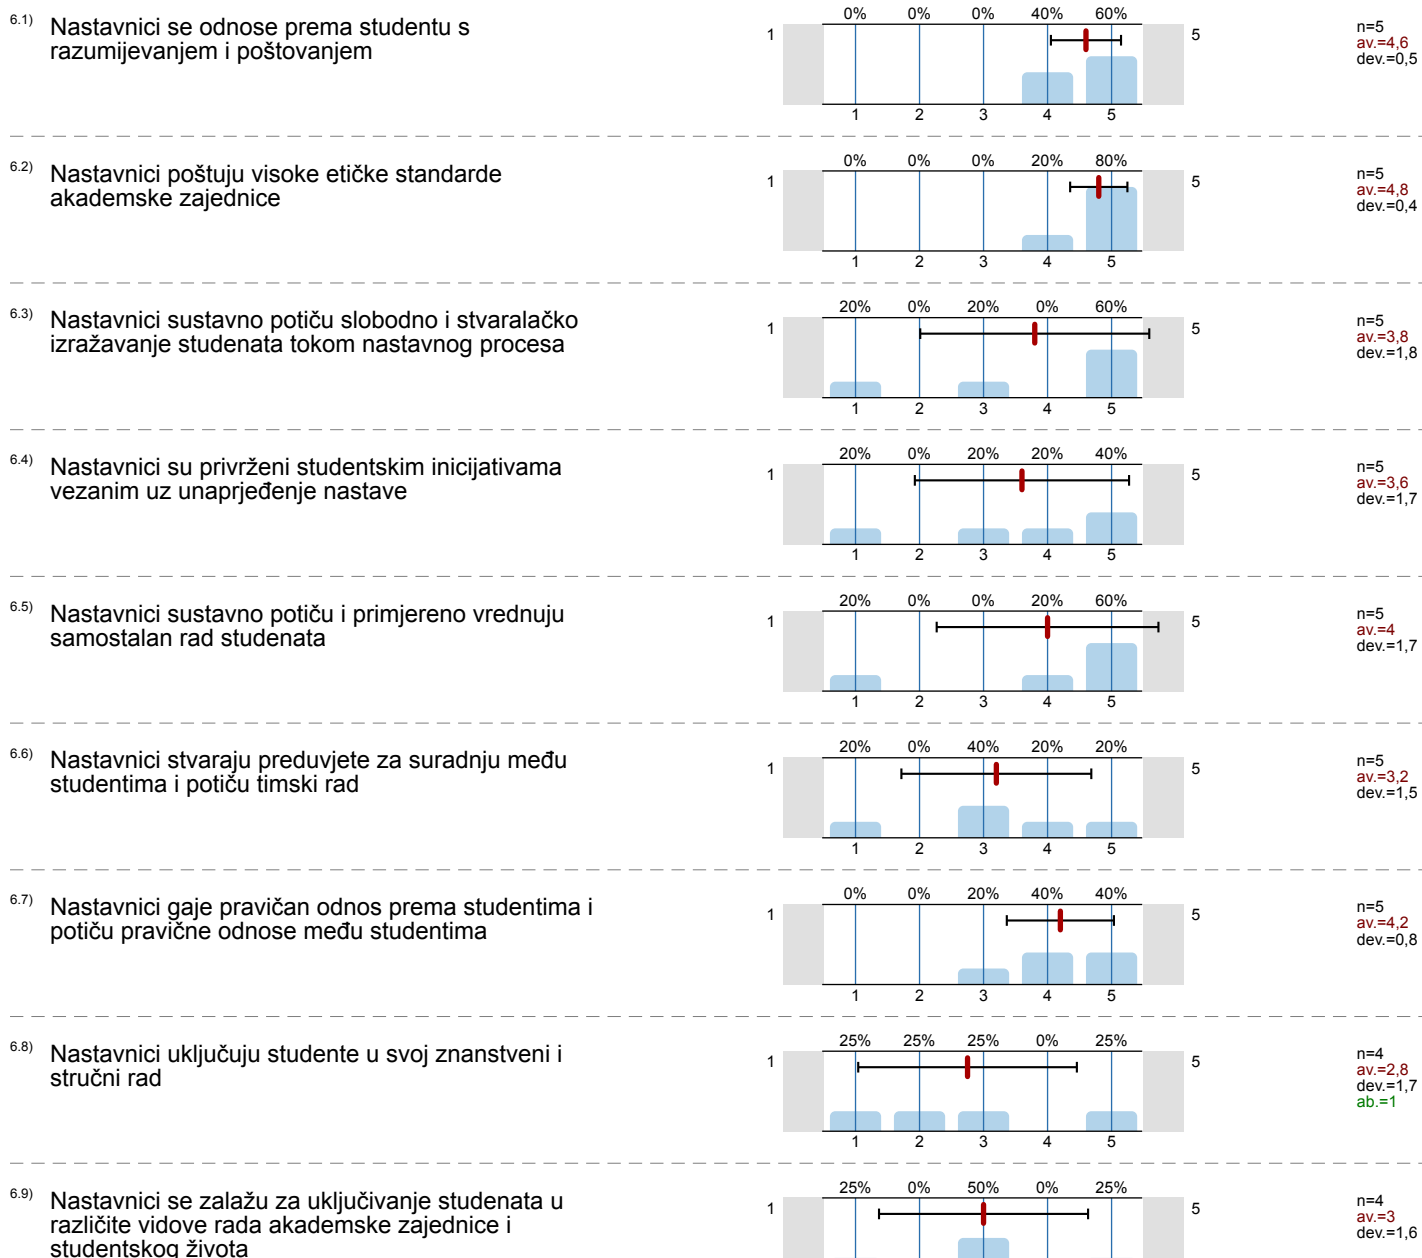 6.1) Nastavnici se odnose prema studentu s
razumijevanjem i poštovanjem
0% 0% 0% 40% 60%
1 5
1 2 3 4 5
n=5
av.=4,6
dev.=0,5
6.2) Nastavnici poštuju visoke etičke standarde
akademske zajednice
0% 0% 0% 20% 80%
1 5
1 2 3 4 5
n=5
av.=4,8
dev.=0,4
6.3) Nastavnici sustavno potiču slobodno i stvaralačko
izražavanje studenata tokom nastavnog procesa
20% 0% 20% 0% 60%
1 5
1 2 3 4 5
n=5
av.=3,8
dev.=1,8
6.4) Nastavnici su privrženi studentskim inicijativama
vezanim uz unaprjeđenje nastave
20% 0% 20% 20% 40%
1 5
1 2 3 4 5
n=5
av.=3,6
dev.=1,7
6.5) Nastavnici sustavno potiču i primjereno vrednuju
samostalan rad studenata
20% 0% 0% 20% 60%
1 5
1 2 3 4 5
n=5
av.=4
dev.=1,7
6.6) Nastavnici stvaraju preduvjete za suradnju među
studentima i potiču timski rad
20% 0% 40% 20% 20%
1 5
1 2 3 4 5
n=5
av.=3,2
dev.=1,5
6.7) Nastavnici gaje pravičan odnos prema studentima i
potiču pravične odnose među studentima
0% 0% 20% 40% 40%
1 5
1 2 3 4 5
n=5
av.=4,2
dev.=0,8
6.8) Nastavnici uključuju studente u svoj znanstveni i
stručni rad
25% 25% 25% 0% 25%
1 5
1 2 3 4 5
n=4
av.=2,8
dev.=1,7
ab.=1
6.9) Nastavnici se zalažu za uključivanje studenata u
različite vidove rada akademske zajednice i
studentskog života
25% 0% 50% 0% 25%
1 5
n=4
av.=3
dev.=1,6